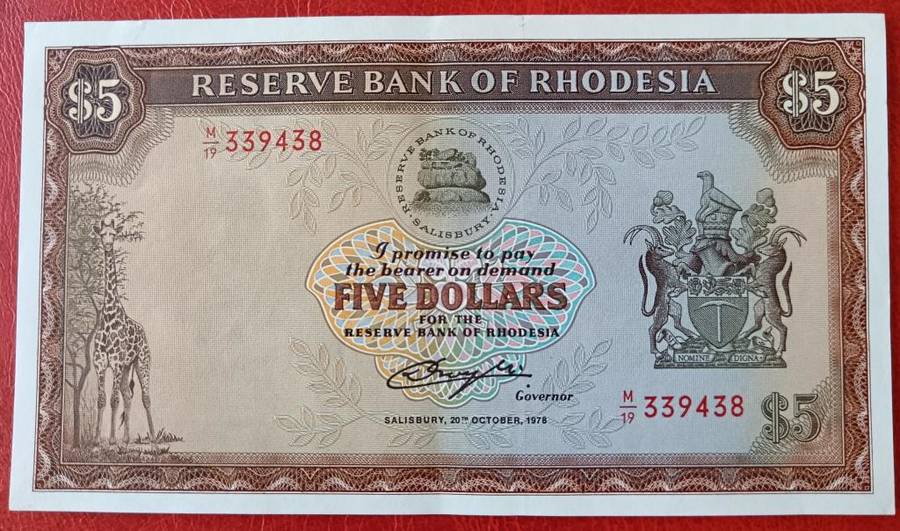 $5
RESERVE BANK OF RHODESIA
$5
M/19 339438
RESERVE BANK OF RHODESIA
SALISBURY
I promise to pay
the bearer on demand
FIVE DOLLARS
FOR THE
RESERVE BANK OF RHODESIA
Governor
SALISBURY, 20TH OCTOBER, 1978
NOMINE DIGNA
M/19 339438
$5